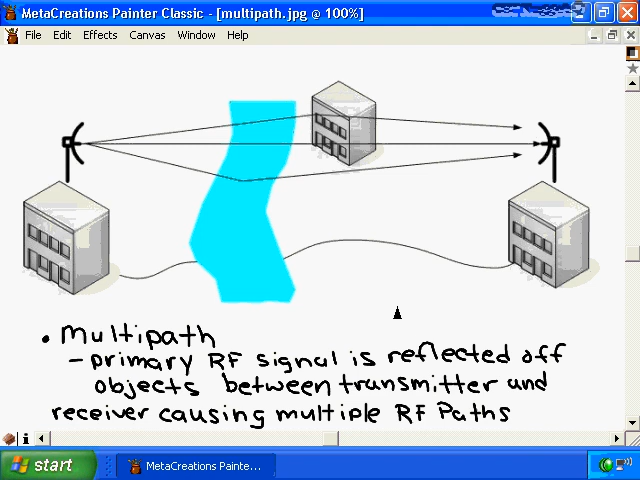 MetaCreations Painter Classic - [multipath.jpg @ 100%]
File Edit Effects Canvas Window Help
• Multipath
- primary RF signal is reflected off
objects between transmitter and
receiver causing multiple RF Paths
start MetaCreations Painte...